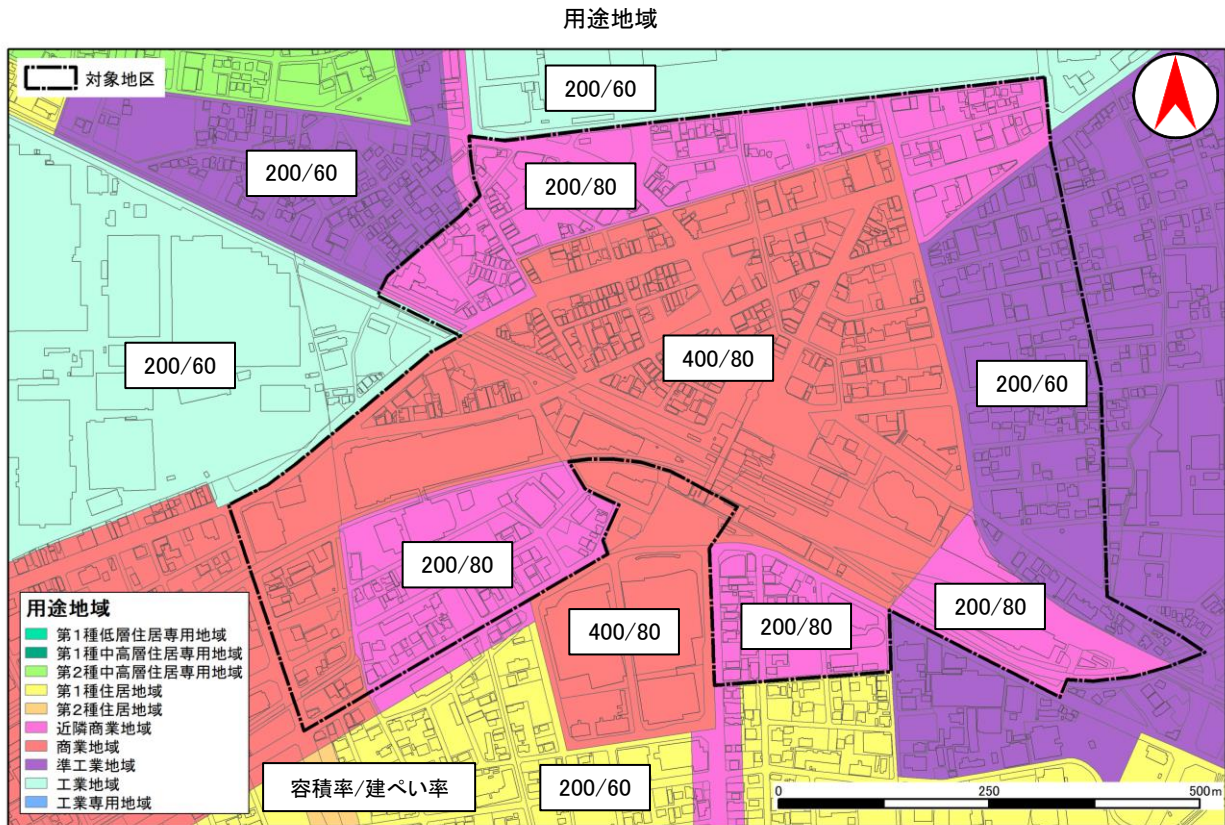 用途地域
対象地区
200/60
200/60
200/80
200/60
400/80
200/60
200/80
400/80
200/80
200/80
用途地域
第1種低層住居専用地域
第1種中高層住居専用地域
第2種中高層住居専用地域
第1種住居地域
第2種住居地域
近隣商業地域
商業地域
準工業地域
工業地域
工業専用地域
容積率/建ぺい率
200/60
0 250 500m